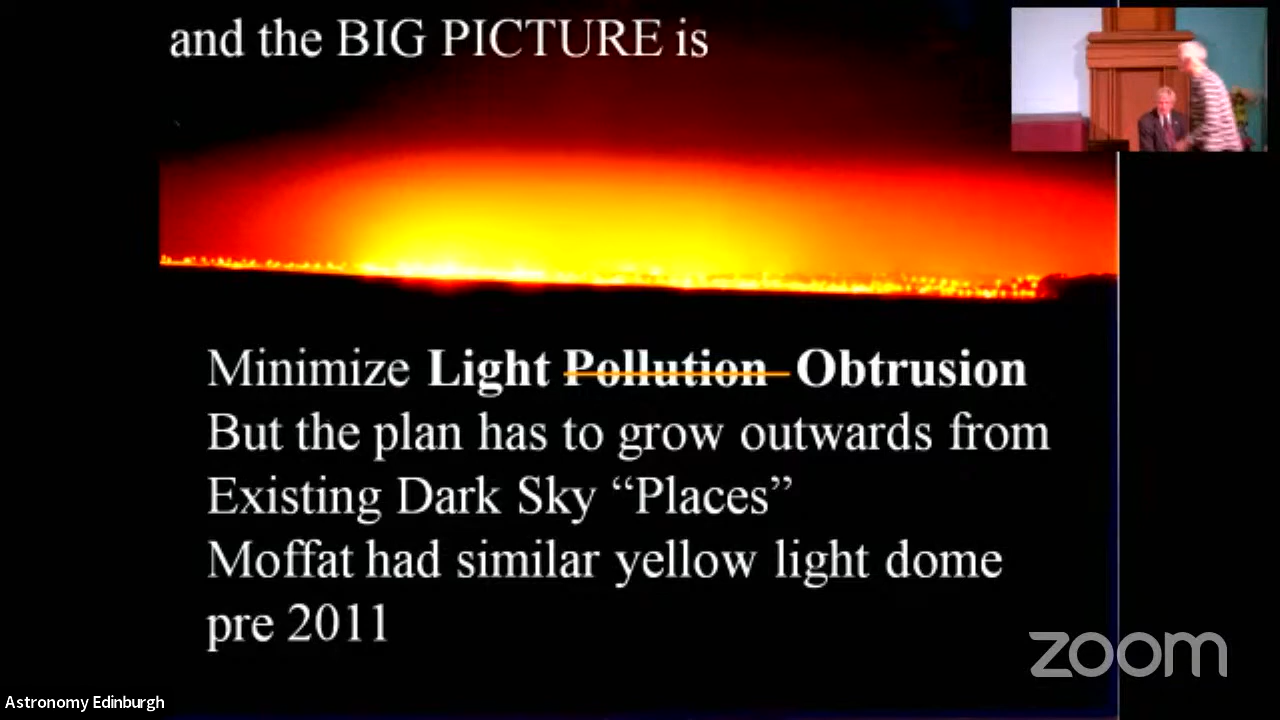 and the BIG PICTURE is
Minimize Light Pollution Obtrusion
But the plan has to grow outwards from
Existing Dark Sky “Places”
Moffat had similar yellow light dome
pre 2011
zoom
Astronomy Edinburgh